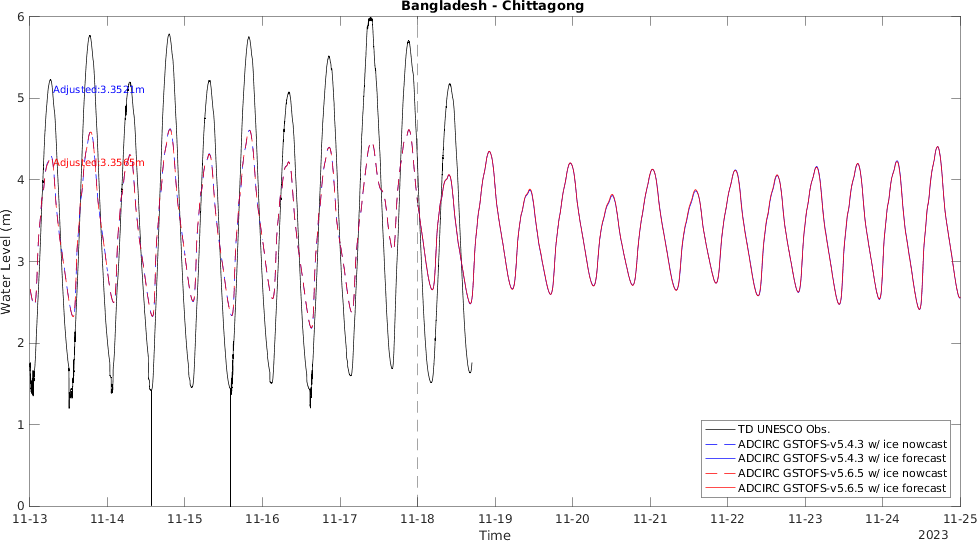 Bangladesh - Chittagong
Water Level (m)
6
5
4
3
2
1
0
Adjusted:3.3521m
Adjusted:3.3565m
TD UNESCO Obs.
ADCIRC GSTOFS-v5.4.3 w/ ice nowcast
ADCIRC GSTOFS-v5.4.3 w/ ice forecast
ADCIRC GSTOFS-v5.6.5 w/ ice nowcast
ADCIRC GSTOFS-v5.6.5 w/ ice forecast
11-13 11-14 11-15 11-16 11-17 11-18 11-19 11-20 11-21 11-22 11-23 11-24 11-25
Time
2023